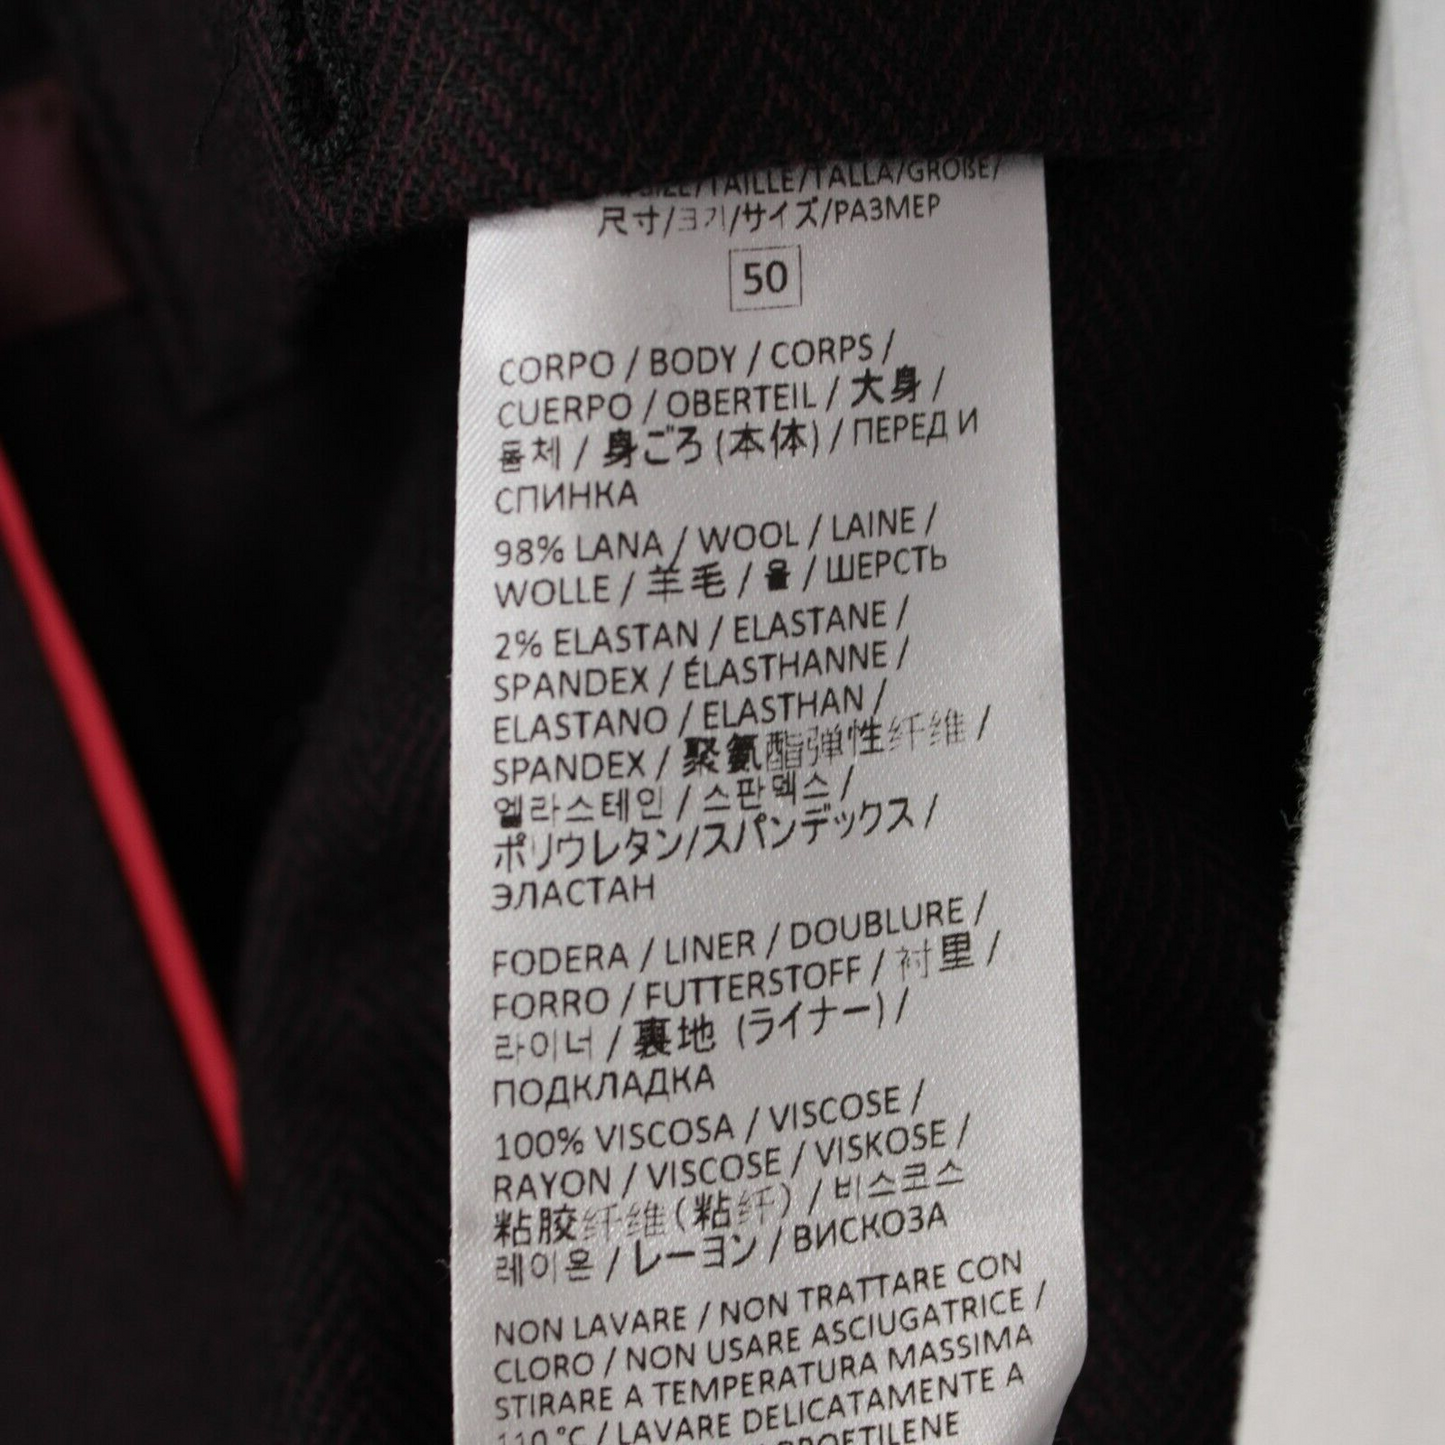 /TAILLE/TALLA/GRÖßE/
尺寸/크기/サイズ/РАЗМЕР
50
CORPO / BODY / CORPS /
CUERPO / OBERTEIL / 大身 /
몸체 / 身ごろ (本体) / ПЕРЕД И
СПИНКА
98% LANA / WOOL / LAINE /
WOLLE / 羊毛 / 울 / ШЕРСТЬ
2% ELASTAN / ELASTANE /
SPANDEX / ÉLASTHANNE /
ELASTANO / ELASTHAN /
SPANDEX / 聚氨酯弹性纤维 /
엘라스테인 / 스판덱스 /
ポリウレタン/スパンデックス /
ЭЛАСТАН
FODERA / LINER / DOUBLURE /
FORRO / FUTTERSTOFF / 衬里 /
라이너 / 裏地 (ライナー) /
ПОДКЛАДКА
100% VISCOSA / VISCOSE /
RAYON / VISCOSE / VISKOSE /
粘胶纤维(粘纤) / 비스코스
레이온 / レーヨン / ВИСКОЗА
NON LAVARE / NON TRATTARE CON
CLORO / NON USARE ASCIUGATRICE /
STIRARE A TEMPERATURA MASSIMA
110 °C / LAVARE DELICATAMENTE A